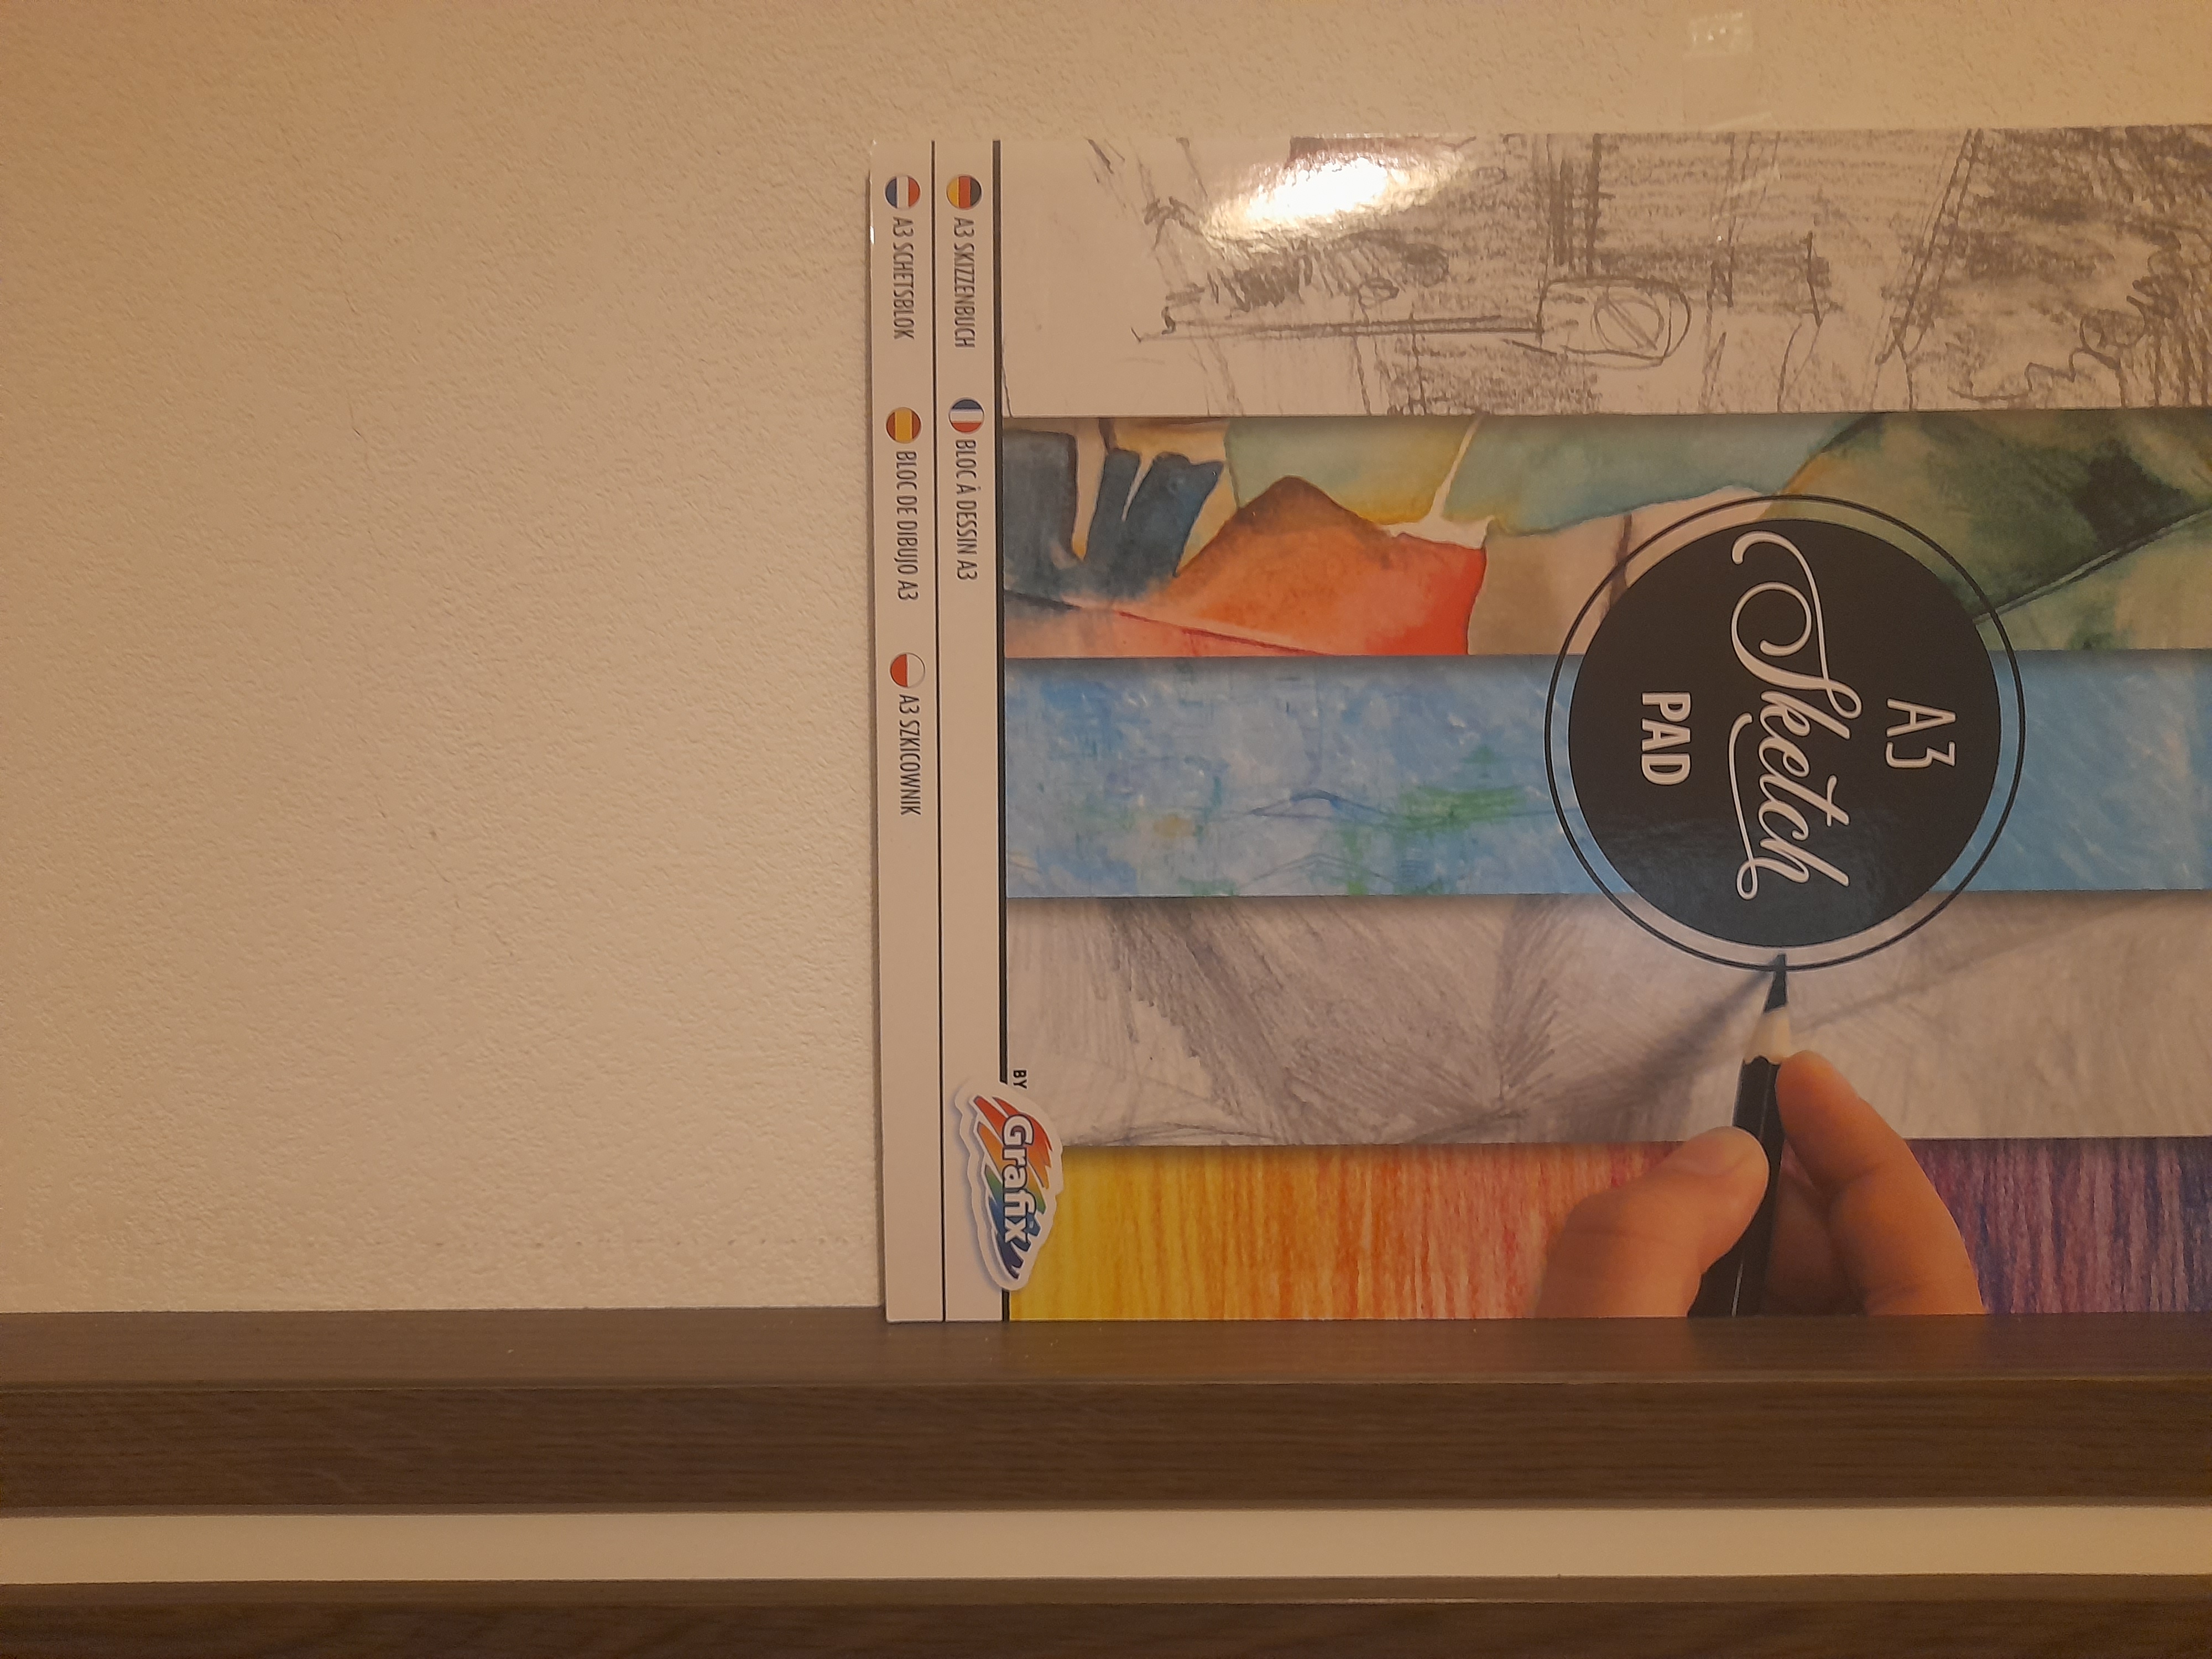 A3
Sketch
PAD
BY
Grafix
A3 SKIZZENBUCH
BLOC À DESSIN A3
A3 SCHETSBLOK
BLOC DE DIBUJO A3
A3 SZKICOWNIK